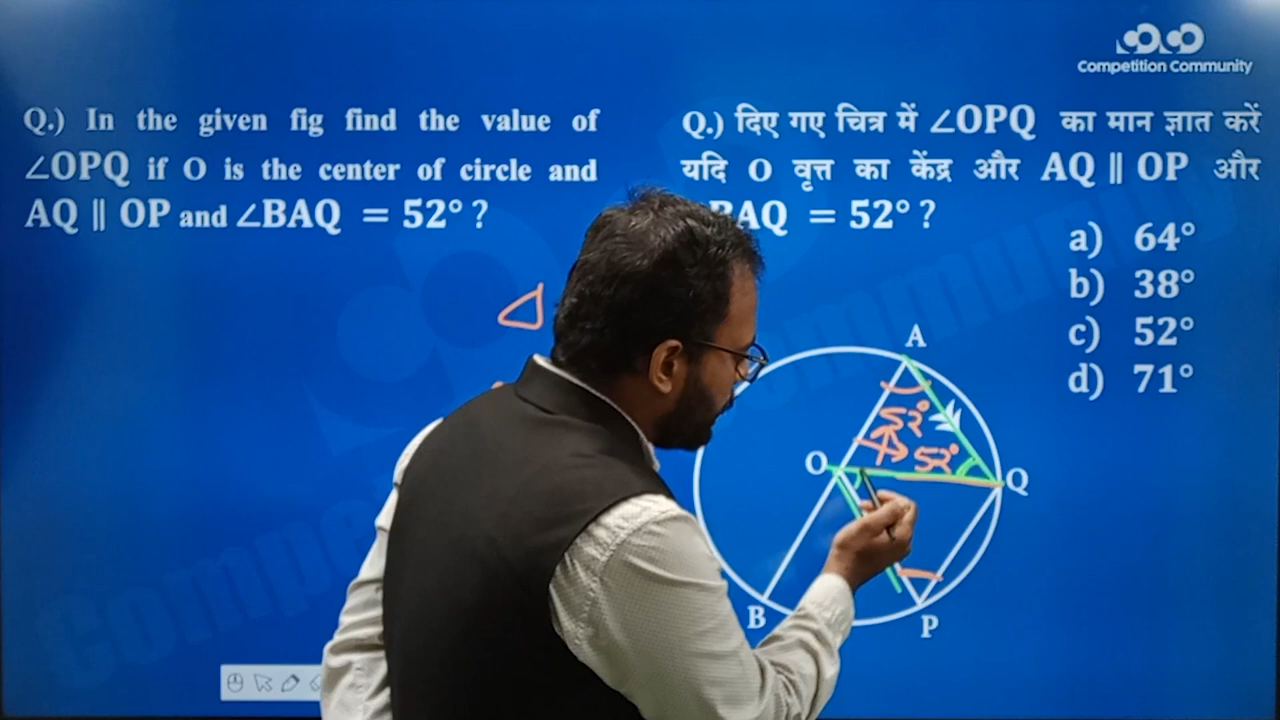 Competition Community
Q.) In the given fig find the value of
∠OPQ if O is the center of circle and
AQ ∥ OP and ∠BAQ = 52° ?
Q.) दिए गए चित्र में ∠OPQ का मान ज्ञात करें
यदि O वृत्त का केंद्र और AQ ∥ OP और
BAQ = 52° ?
a) 64°
b) 38°
c) 52°
d) 71°
A
52°
O
52°
Q
B
P